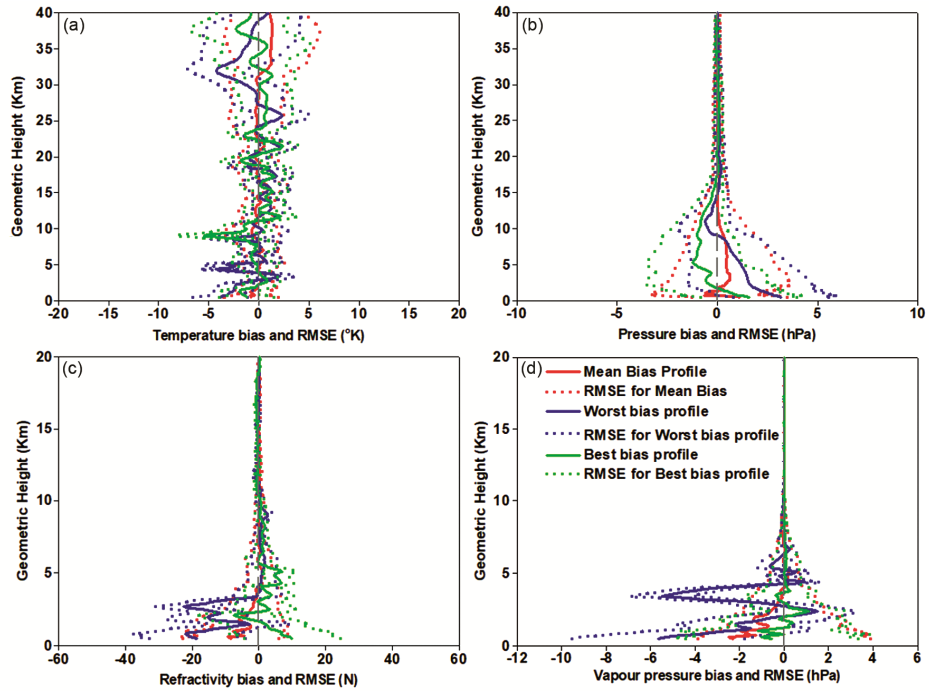 (a)
Geometric Height (Km)
40
35
30
25
20
15
10
5
0
-20 -15 -10 -5 0 5 10 15 20
Temperature bias and RMSE (°K)
(b)
Geometric Height (Km)
40
35
30
25
20
15
10
5
0
-10 -5 0 5 10
Pressure bias and RMSE (hPa)
(c)
Geometric Height (Km)
20
15
10
5
0
-60 -40 -20 0 20 40 60
Refractivity bias and RMSE (N)
(d)
Geometric Height (Km)
20
15
10
5
0
Mean Bias Profile
RMSE for Mean Bias
Worst bias profile
RMSE for Worst bias profile
Best bias profile
RMSE for Best bias profile
-12 -10 -8 -6 -4 -2 0 2 4 6
Vapour pressure bias and RMSE (hPa)